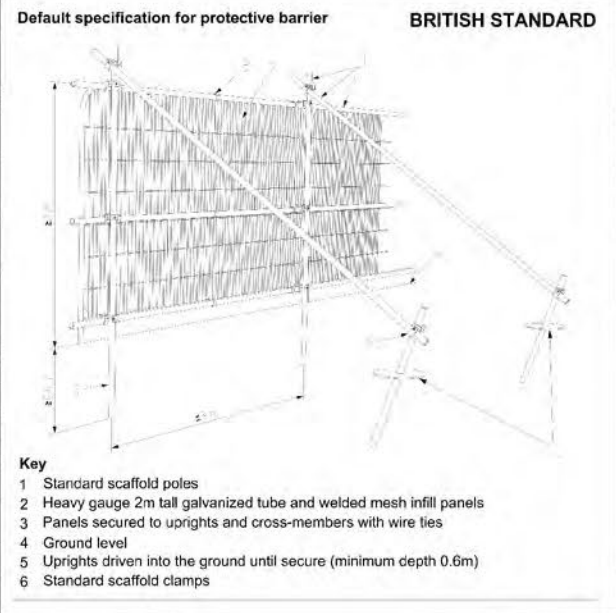 Default specification for protective barrier
BRITISH STANDARD
Key
1 Standard scaffold poles
2 Heavy gauge 2m tall galvanized tube and welded mesh infill panels
3 Panels secured to uprights and cross-members with wire ties
4 Ground level
5 Uprights driven into the ground until secure (minimum depth 0.6m)
6 Standard scaffold clamps